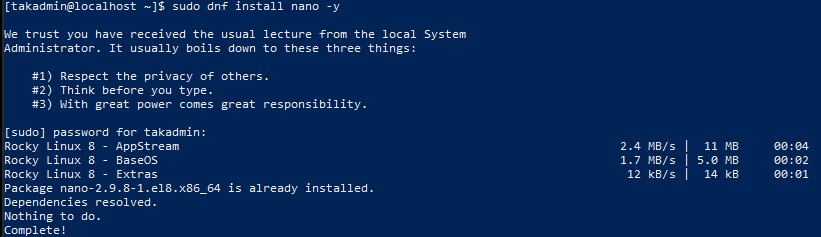 [takadmin@localhost ~]$ sudo dnf install nano -y
We trust you have received the usual lecture from the local System
Administrator. It usually boils down to these three things:
#1) Respect the privacy of others.
#2) Think before you type.
#3) With great power comes great responsibility.
[sudo] password for takadmin:
Rocky Linux 8 - AppStream 2.4 MB/s | 11 MB 00:04
Rocky Linux 8 - BaseOS 1.7 MB/s | 5.0 MB 00:02
Rocky Linux 8 - Extras 12 kB/s | 14 kB 00:01
Package nano-2.9.8-1.el8.x86_64 is already installed.
Dependencies resolved.
Nothing to do.
Complete!